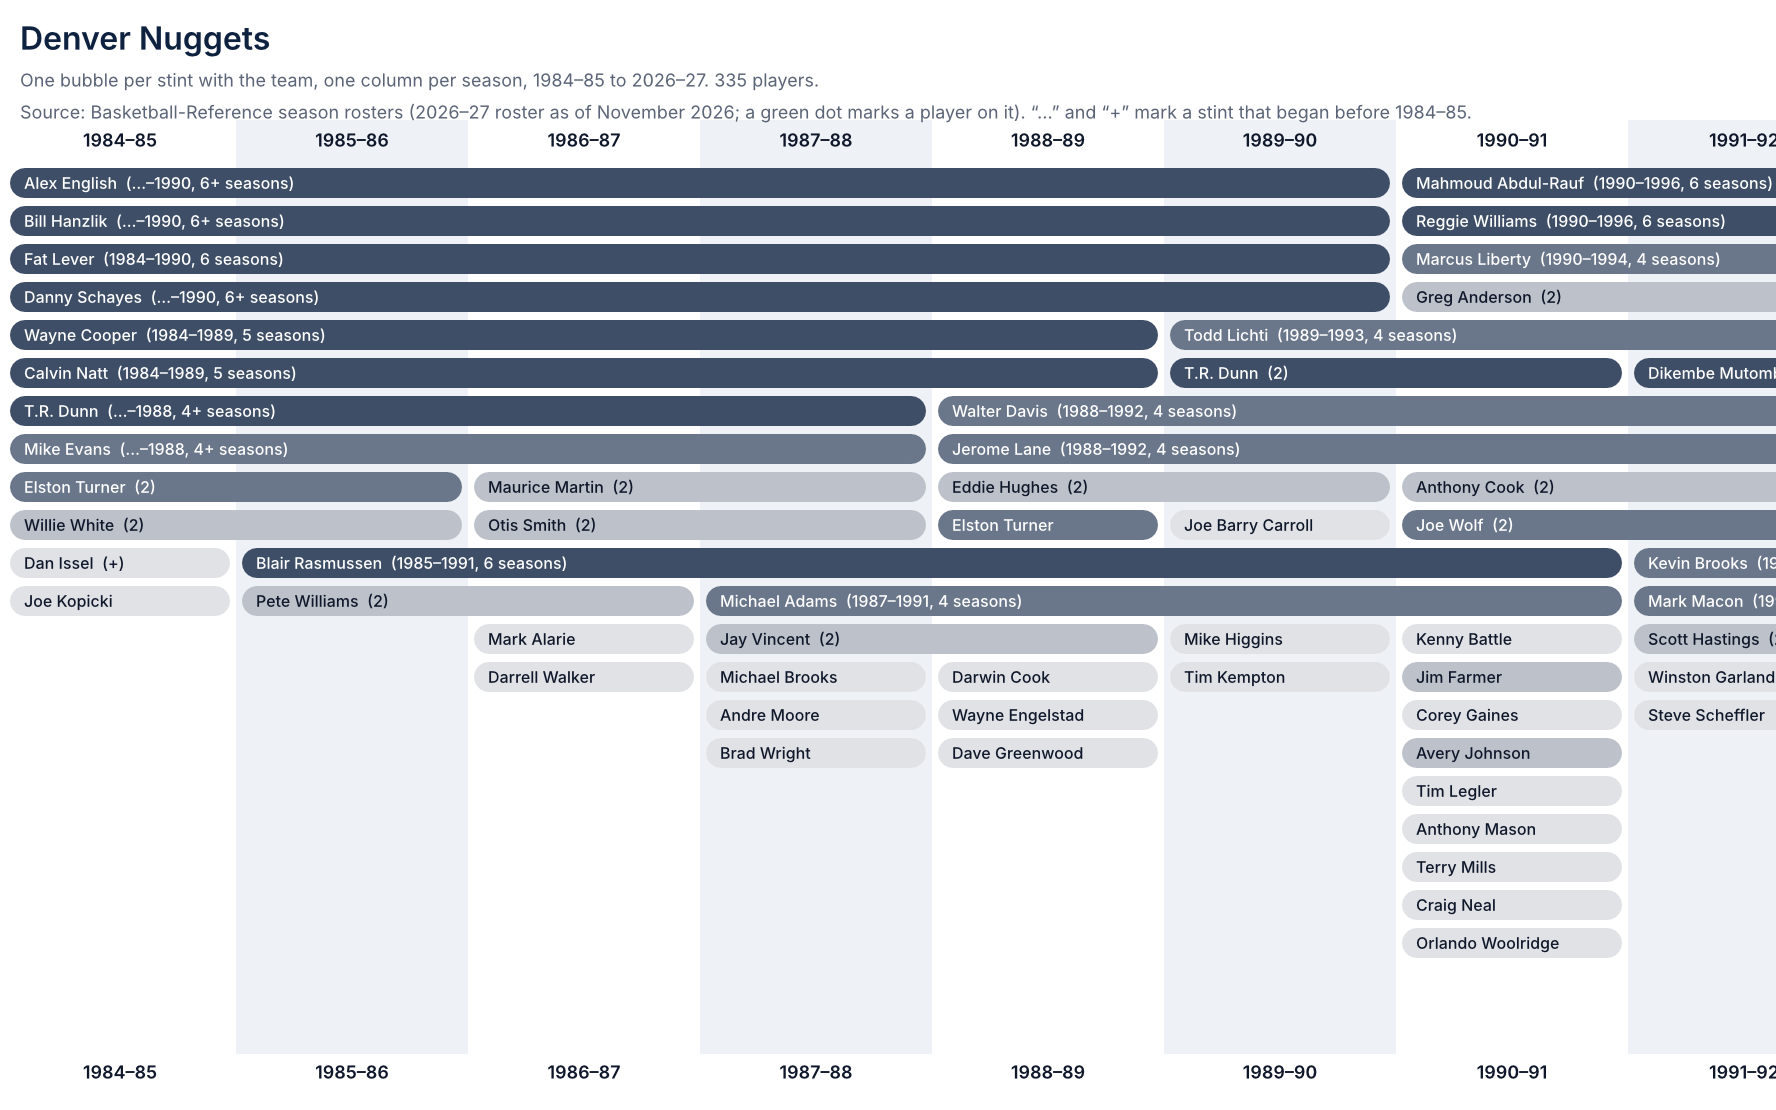 Denver Nuggets
One bubble per stint with the team, one column per season, 1984–85 to 2026–27. 335 players.
Source: Basketball-Reference season rosters (2026–27 roster as of November 2026; a green dot marks a player on it). “…” and “+” mark a stint that began before 1984–85.
1984–85 1985–86 1986–87 1987–88 1988–89 1989–90 1990–91 1991–92
Alex English (…–1990, 6+ seasons) Mahmoud Abdul-Rauf (1990–1996, 6 seasons)
Bill Hanzlik (…–1990, 6+ seasons) Reggie Williams (1990–1996, 6 seasons)
Fat Lever (1984–1990, 6 seasons) Marcus Liberty (1990–1994, 4 seasons)
Danny Schayes (…–1990, 6+ seasons) Greg Anderson (2)
Wayne Cooper (1984–1989, 5 seasons) Todd Lichti (1989–1993, 4 seasons)
Calvin Natt (1984–1989, 5 seasons) T.R. Dunn (2) Dikembe
T.R. Dunn (…–1988, 4+ seasons) Walter Davis (1988–1992, 4 seasons)
Mike Evans (…–1988, 4+ seasons) Jerome Lane (1988–1992, 4 seasons)
Elston Turner (2) Maurice Martin (2) Eddie Hughes (2) Anthony Cook (2)
Willie White (2) Otis Smith (2) Elston Turner Joe Barry Carroll Joe Wolf (2)
Dan Issel (+) Blair Rasmussen (1985–1991, 6 seasons) Kevin Brooks
Joe Kopicki Pete Williams (2) Michael Adams (1987–1991, 4 seasons) Mark Macon
Mark Alarie Jay Vincent (2) Mike Higgins Kenny Battle Scott Hastings
Darrell Walker Michael Brooks Darwin Cook Tim Kempton Jim Farmer Winston Garland
Andre Moore Wayne Engelstad Corey Gaines Steve Scheffler
Brad Wright Dave Greenwood Avery Johnson
Tim Legler
Anthony Mason
Terry Mills
Craig Neal
Orlando Woolridge
1984–85 1985–86 1986–87 1987–88 1988–89 1989–90 1990–91 1991–92